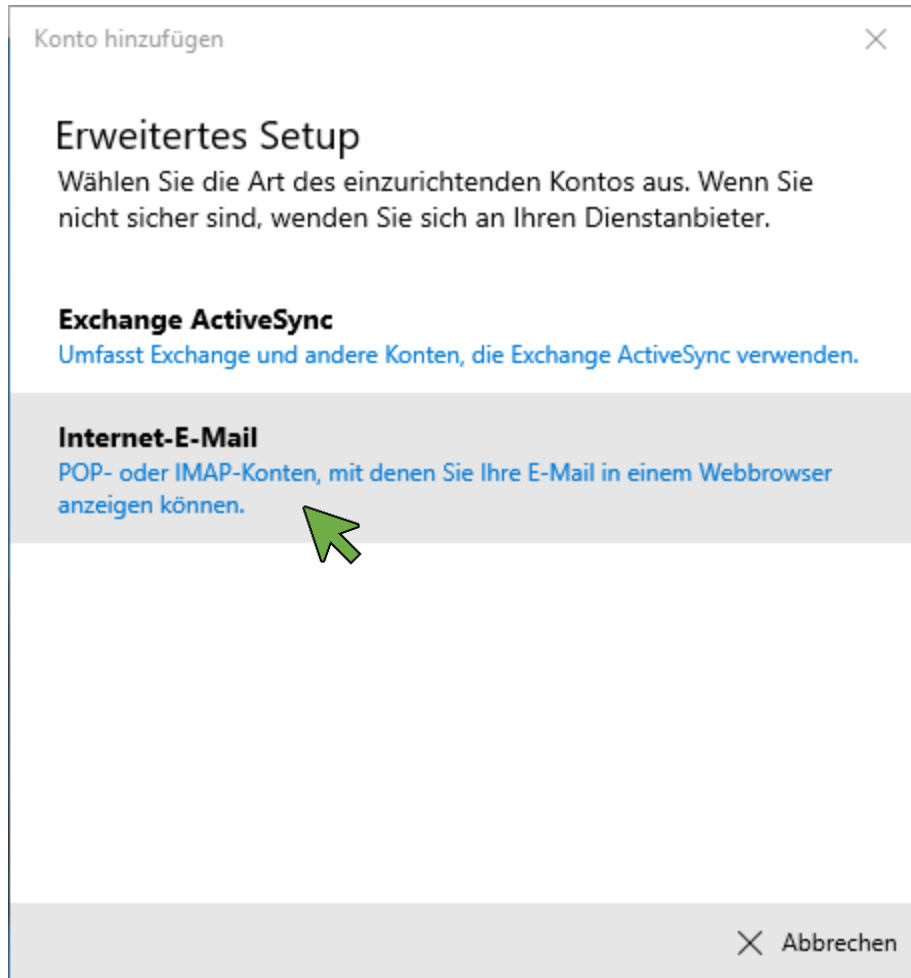 Konto hinzufügen
Erweitertes Setup
Wählen Sie die Art des einzurichtenden Kontos aus. Wenn Sie
nicht sicher sind, wenden Sie sich an Ihren Dienstanbieter.
Exchange ActiveSync
Umfasst Exchange und andere Konten, die Exchange ActiveSync verwenden.
Internet-E-Mail
POP- oder IMAP-Konten, mit denen Sie Ihre E-Mail in einem Webbrowser
anzeigen können.
Abbrechen